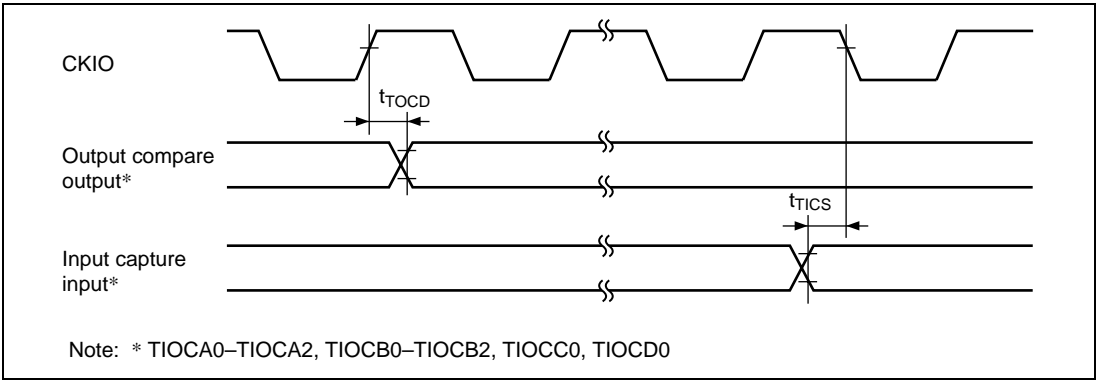 CKIO
tTOCD
Output compare
output*
tTICS
Input capture
input*
Note: * TIOCA0–TIOCA2, TIOCB0–TIOCB2, TIOCC0, TIOCD0